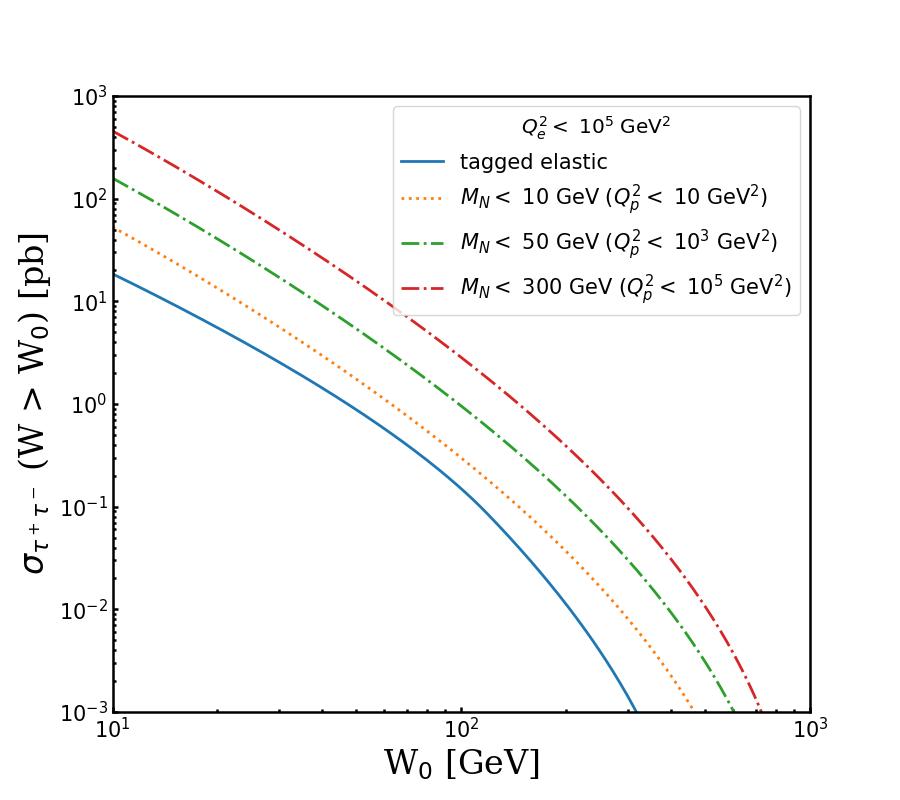 Q_e^2 < 10^5 GeV^2
tagged elastic
M_N < 10 GeV (Q_p^2 < 10 GeV^2)
M_N < 50 GeV (Q_p^2 < 10^3 GeV^2)
M_N < 300 GeV (Q_p^2 < 10^5 GeV^2)
σ_{τ^+τ^-} (W > W_0) [pb]
10^3
10^2
10^1
10^0
10^{-1}
10^{-2}
10^{-3}
10^1
10^2
10^3
W_0 [GeV]